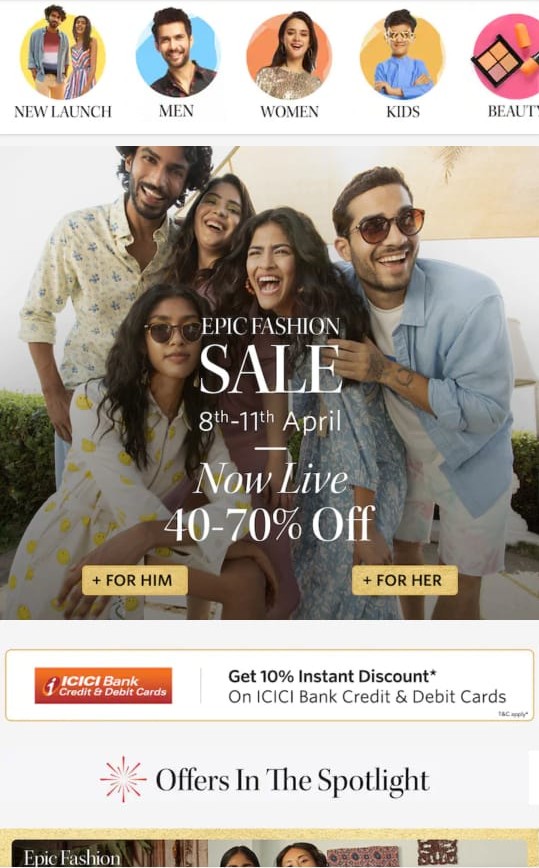 NEW LAUNCH
MEN
WOMEN
KIDS
BEAUTY
EPIC FASHION
SALE
8th-11th April
Now Live
40-70% Off
+ FOR HIM
+ FOR HER
i ICICI Bank
Credit & Debit Cards
Get 10% Instant Discount*
On ICICI Bank Credit & Debit Cards
T&C apply*
Offers In The Spotlight
Epic Fashion